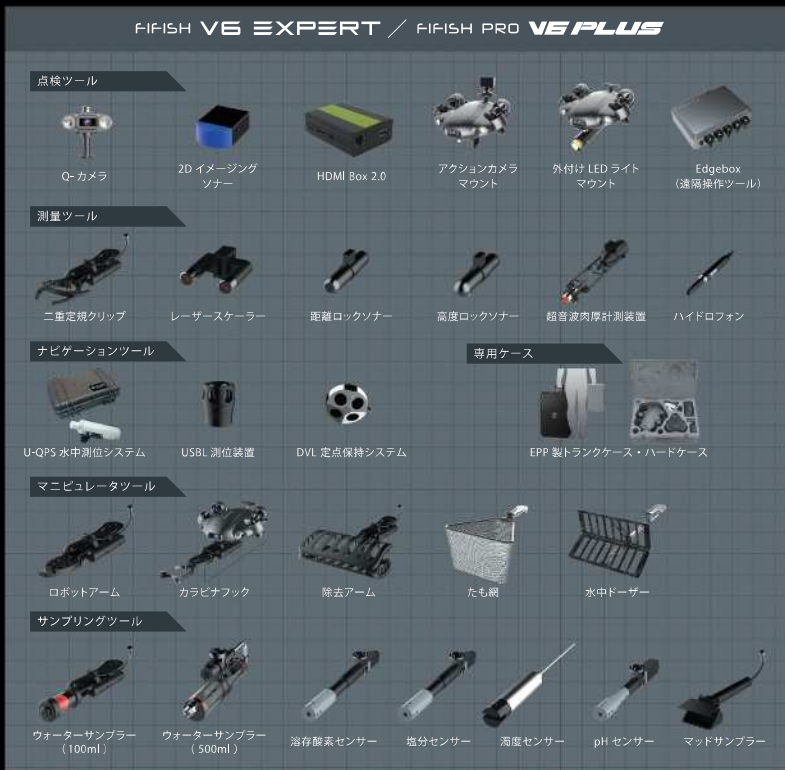 FIFISH V6 EXPERT / FIFISH PRO V6 PLUS
点検ツール
Q-カメラ
2D イメージング
ソナー
HDMI Box 2.0
アクションカメラ
マウント
外付け LED ライト
マウント
Edgebox
（遠隔操作ツール）
測量ツール
二重定規クリップ
レーザースケーラー
距離ロックソナー
高度ロックソナー
超音波肉厚計測装置
ハイドロフォン
ナビゲーションツール
U-QPS 水中測位システム
USBL 測位装置
DVL 定点保持システム
専用ケース
EPP 製トランクケース・ハードケース
マニピュレータツール
ロボットアーム
カラビナフック
除去アーム
たも網
水中ドーザー
サンプリングツール
ウォーターサンプラー
（100ml）
ウォーターサンプラー
（500ml）
溶存酸素センサー
塩分センサー
濁度センサー
pH センサー
マッドサンプラー